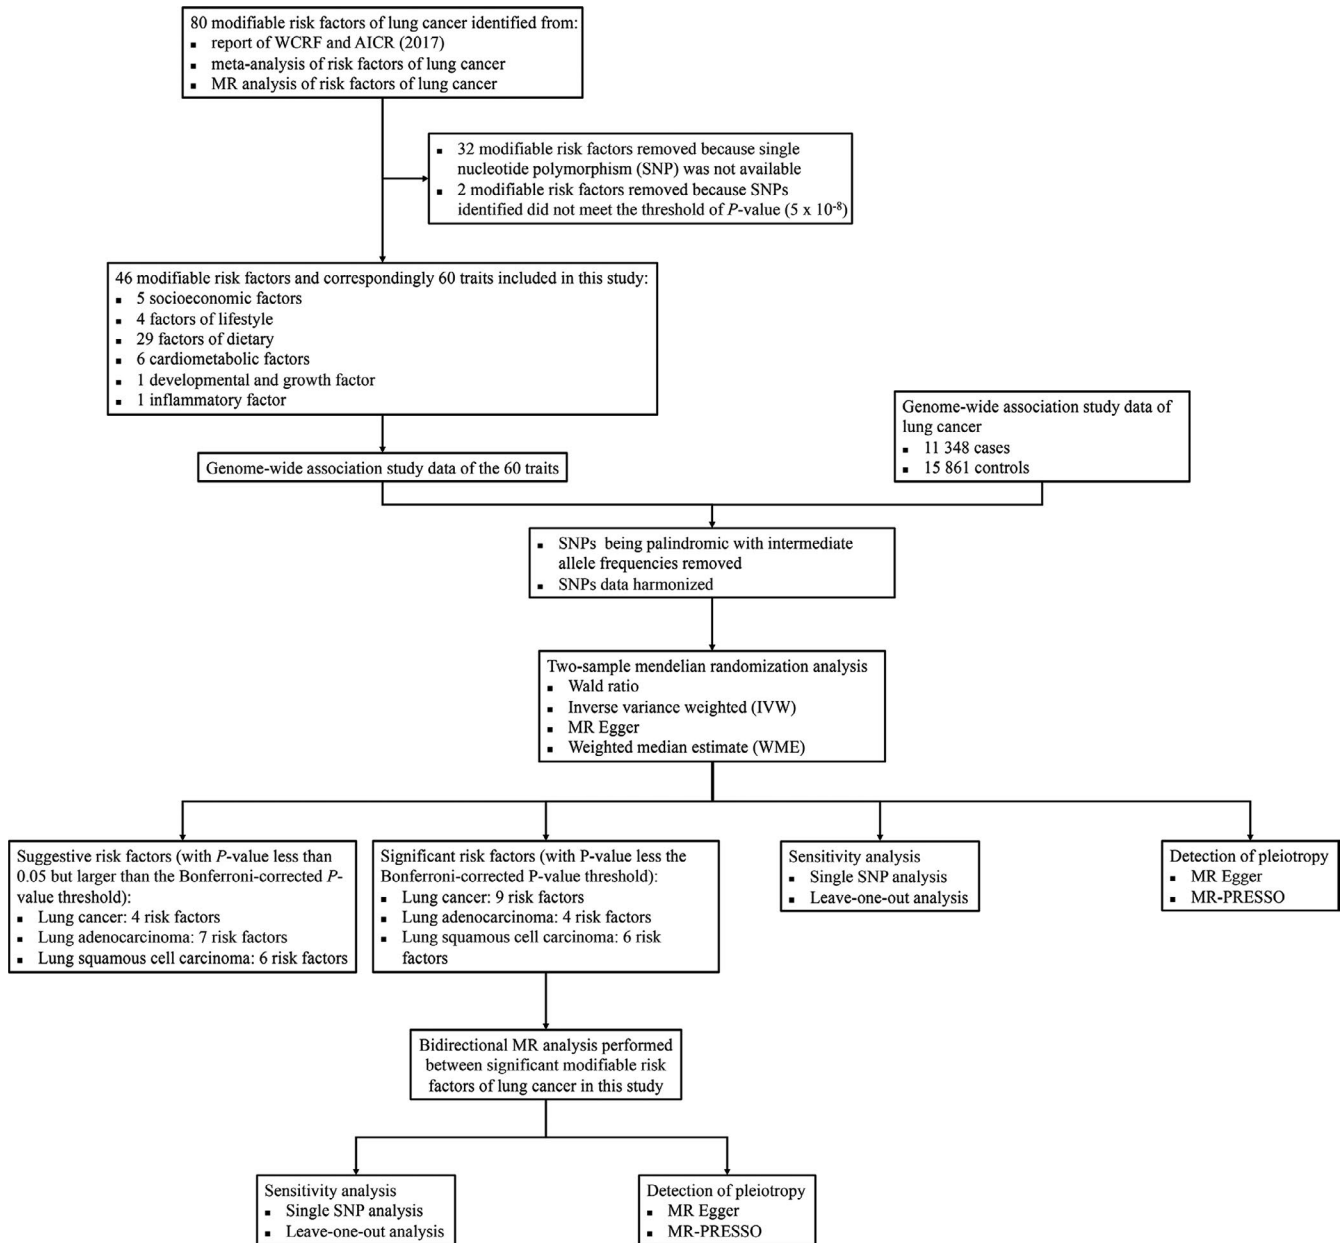 80 modifiable risk factors of lung cancer identified from:
▪ report of WCRF and AICR (2017)
▪ meta-analysis of risk factors of lung cancer
▪ MR analysis of risk factors of lung cancer
▪ 32 modifiable risk factors removed because single
nucleotide polymorphism (SNP) was not available
▪ 2 modifiable risk factors removed because SNPs
identified did not meet the threshold of P-value (5 x 10⁻⁸)
46 modifiable risk factors and correspondingly 60 traits included in this study:
▪ 5 socioeconomic factors
▪ 4 factors of lifestyle
▪ 29 factors of dietary
▪ 6 cardiometabolic factors
▪ 1 developmental and growth factor
▪ 1 inflammatory factor
Genome-wide association study data of
lung cancer
▪ 11 348 cases
▪ 15 861 controls
Genome-wide association study data of the 60 traits
▪ SNPs being palindromic with intermediate
allele frequencies removed
▪ SNPs data harmonized
Two-sample mendelian randomization analysis
▪ Wald ratio
▪ Inverse variance weighted (IVW)
▪ MR Egger
▪ Weighted median estimate (WME)
Suggestive risk factors (with P-value less than
0.05 but larger than the Bonferroni-corrected P-
value threshold):
▪ Lung cancer: 4 risk factors
▪ Lung adenocarcinoma: 7 risk factors
▪ Lung squamous cell carcinoma: 6 risk factors
Significant risk factors (with P-value less the
Bonferroni-corrected P-value threshold):
▪ Lung cancer: 9 risk factors
▪ Lung adenocarcinoma: 4 risk factors
▪ Lung squamous cell carcinoma: 6 risk
factors
Sensitivity analysis
▪ Single SNP analysis
▪ Leave-one-out analysis
Detection of pleiotropy
▪ MR Egger
▪ MR-PRESSO
Bidirectional MR analysis performed
between significant modifiable risk
factors of lung cancer in this study
Sensitivity analysis
▪ Single SNP analysis
▪ Leave-one-out analysis
Detection of pleiotropy
▪ MR Egger
▪ MR-PRESSO